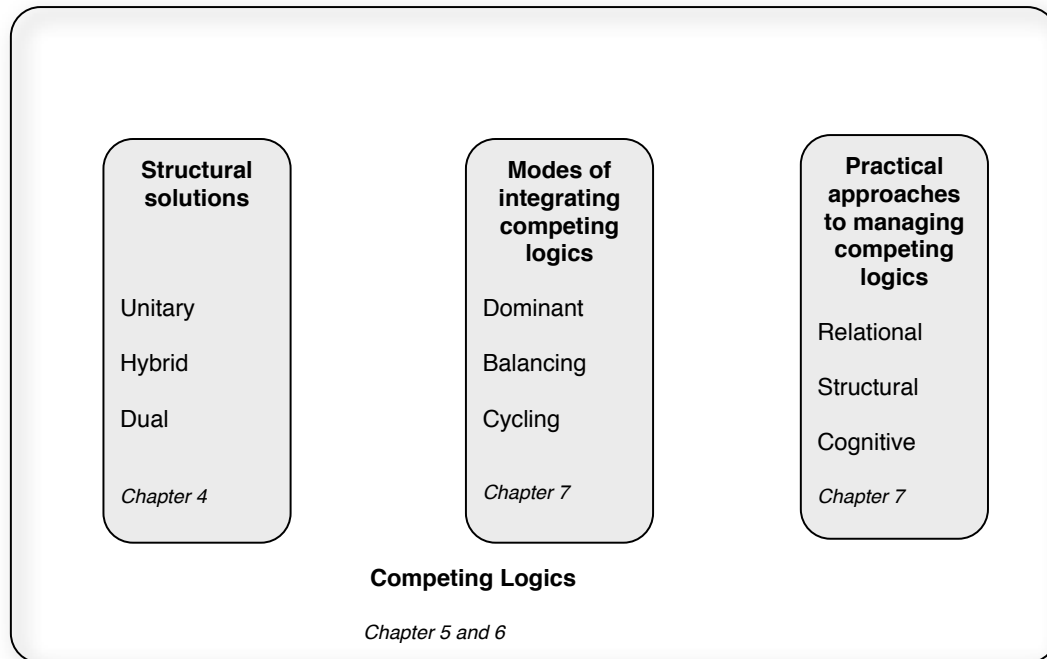 Structural
solutions
Unitary
Hybrid
Dual
Chapter 4
Modes of
integrating
competing
logics
Dominant
Balancing
Cycling
Chapter 7
Practical
approaches
to managing
competing
logics
Relational
Structural
Cognitive
Chapter 7
Competing Logics
Chapter 5 and 6